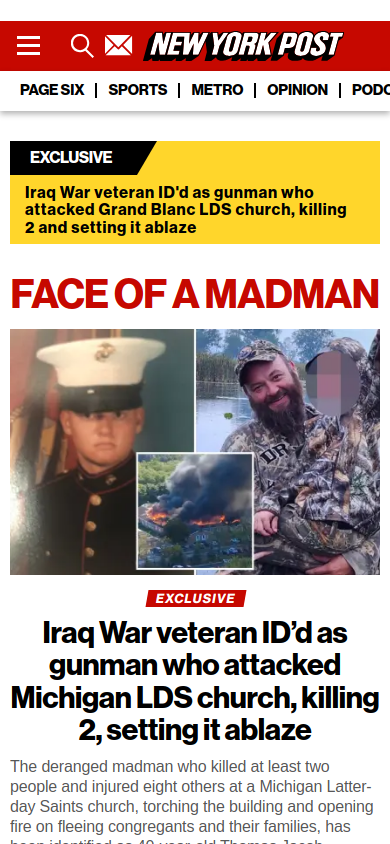 NEW YORK POST
PAGE SIX | SPORTS | METRO | OPINION | PODC
EXCLUSIVE
Iraq War veteran ID'd as gunman who
attacked Grand Blanc LDS church, killing
2 and setting it ablaze
FACE OF A MADMAN
DR
EXCLUSIVE
Iraq War veteran ID’d as
gunman who attacked
Michigan LDS church, killing
2, setting it ablaze
The deranged madman who killed at least two
people and injured eight others at a Michigan Latter-
day Saints church, torching the building and opening
fire on fleeing congregants and their families, has